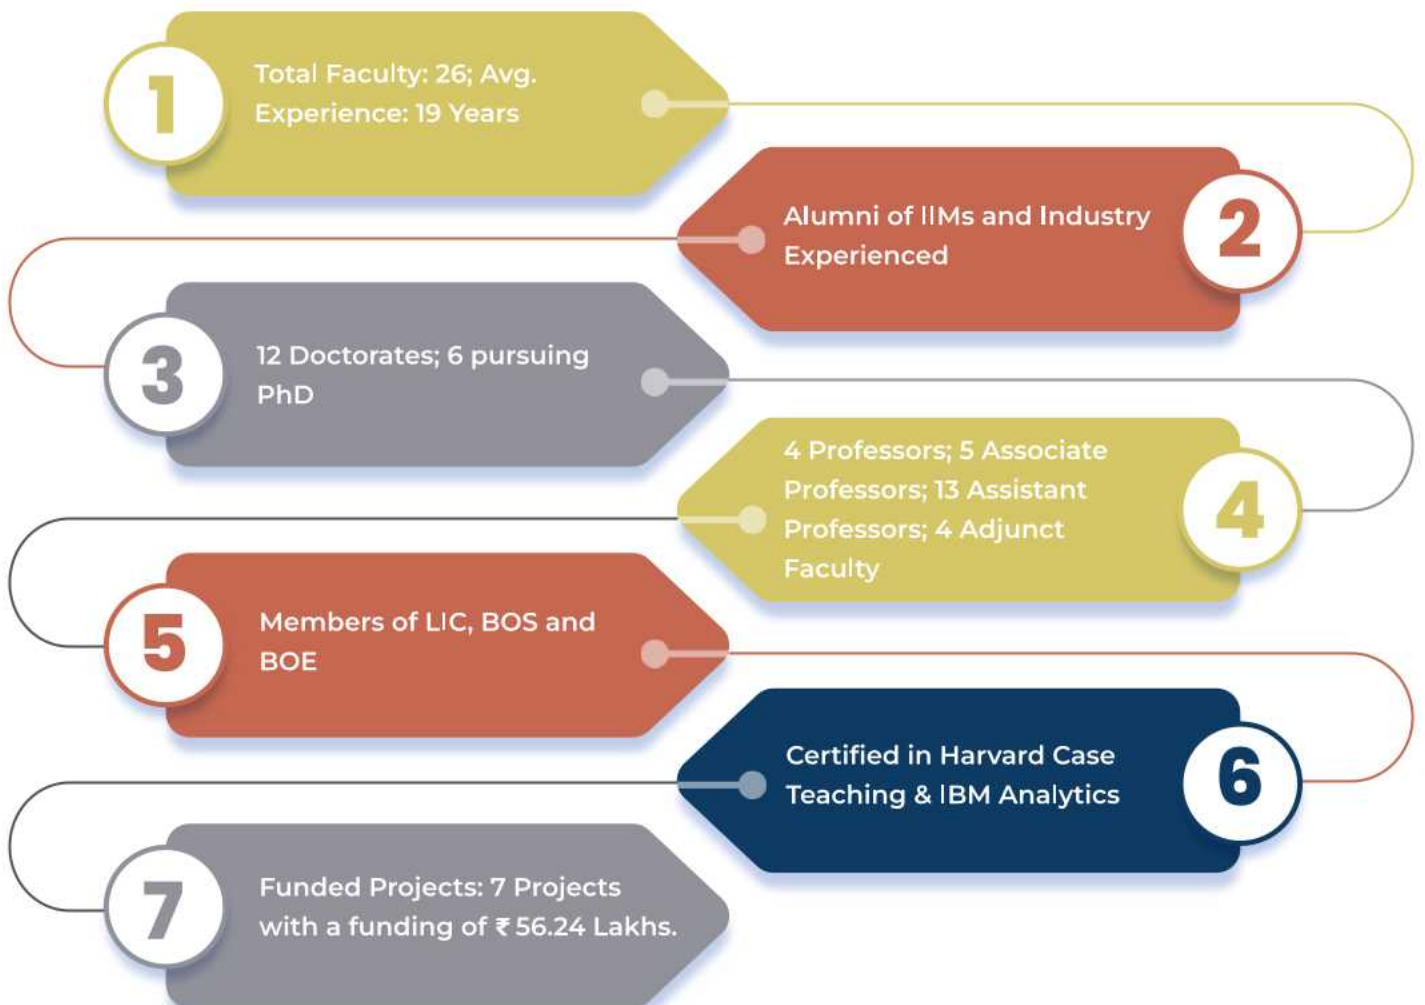 1
Total Faculty: 26; Avg.
Experience: 19 Years
2
Alumni of IIMs and Industry
Experienced
3
12 Doctorates; 6 pursuing
PhD
4
4 Professors; 5 Associate
Professors; 13 Assistant
Professors; 4 Adjunct
Faculty
5
Members of LIC, BOS and
BOE
6
Certified in Harvard Case
Teaching & IBM Analytics
7
Funded Projects: 7 Projects
with a funding of ₹ 56.24 Lakhs.